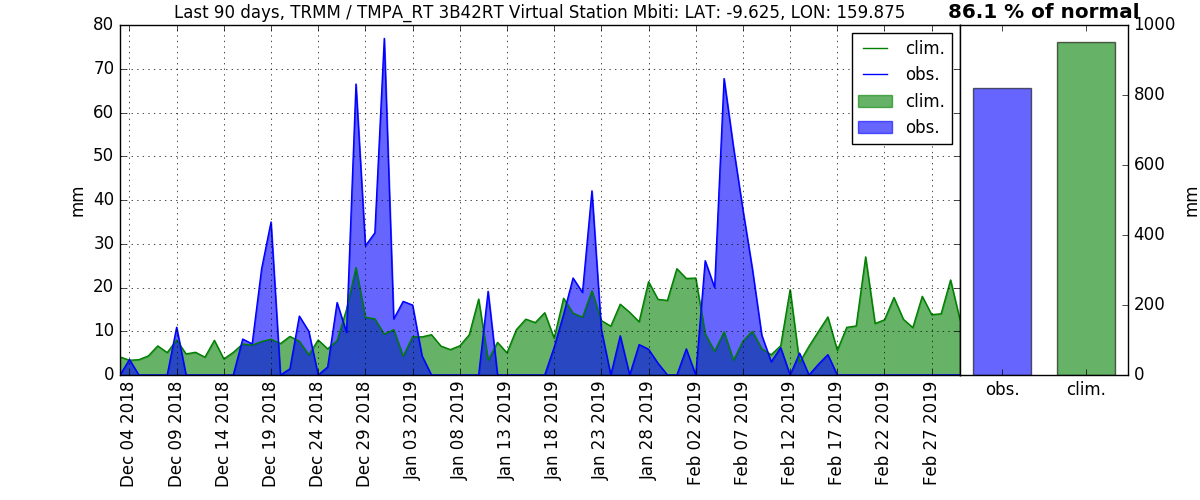 Last 90 days, TRMM / TMPA_RT 3B42RT Virtual Station Mbiti: LAT: -9.625, LON: 159.875
86.1 % of normal
80
70
60
50
40
30
20
10
0
mm
clim.
obs.
clim.
obs.
1000
800
600
400
200
0
mm
Dec 04 2018
Dec 09 2018
Dec 14 2018
Dec 19 2018
Dec 24 2018
Dec 29 2018
Jan 03 2019
Jan 08 2019
Jan 13 2019
Jan 18 2019
Jan 23 2019
Jan 28 2019
Feb 02 2019
Feb 07 2019
Feb 12 2019
Feb 17 2019
Feb 22 2019
Feb 27 2019
obs.
clim.